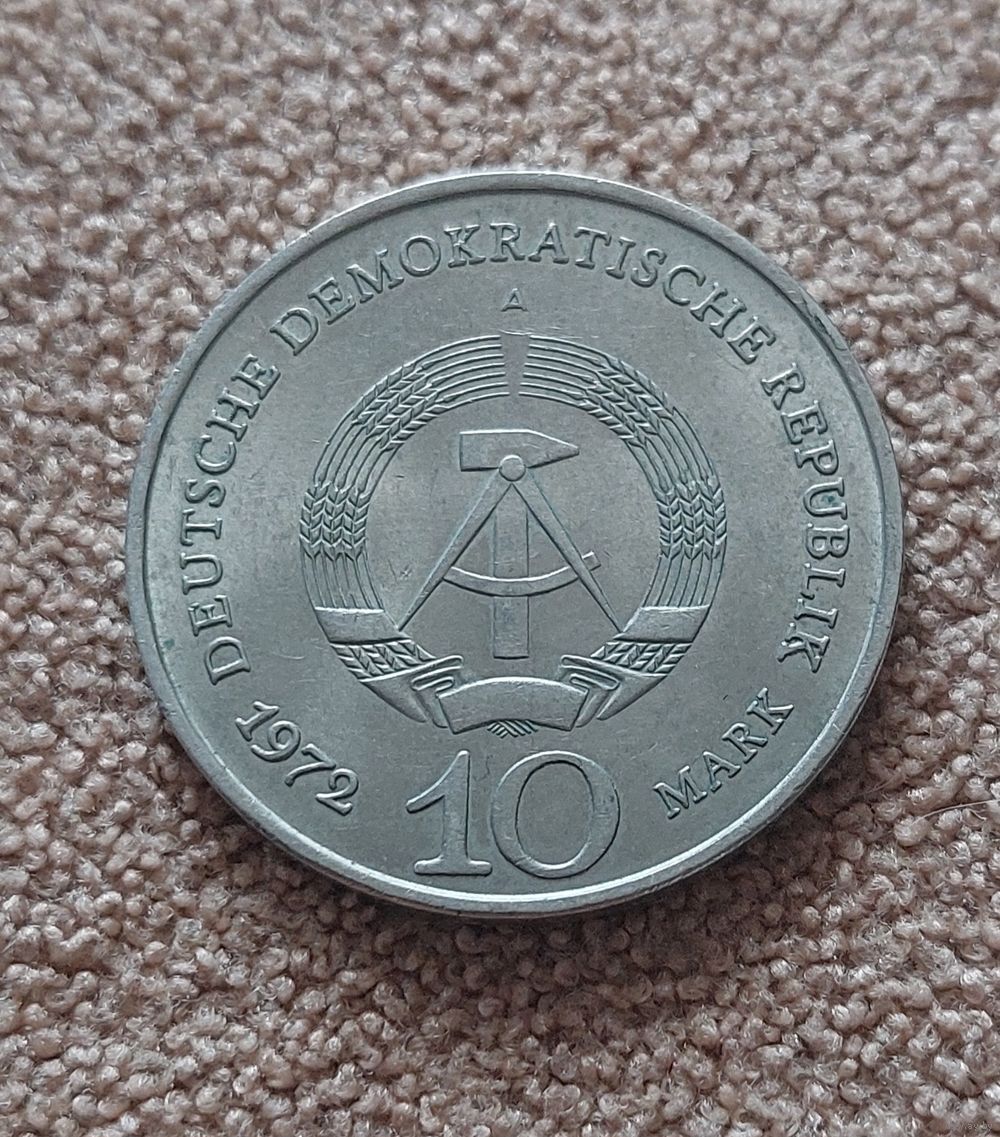 DEUTSCHE DEMOKRATISCHE REPUBLIK
A
1972
10
MARK